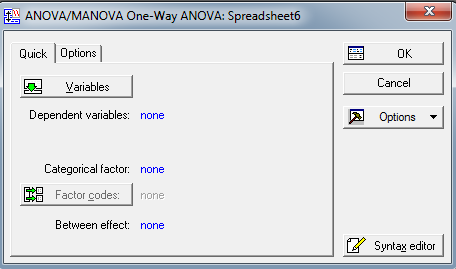 ANOVA/MANOVA One-Way ANOVA: Spreadsheet6
Quick
Options
Variables
Dependent variables: none
Categorical factor: none
Factor codes: none
Between effect: none
OK
Cancel
Options
Syntax editor